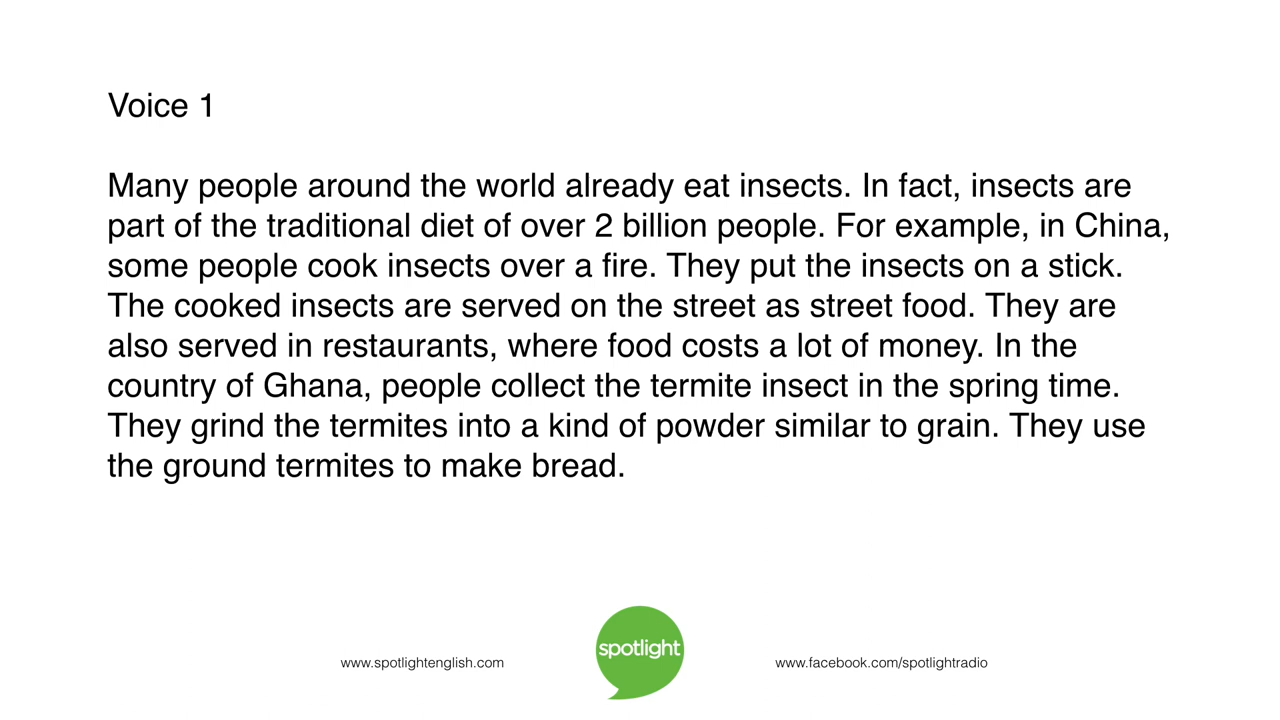 Voice 1
Many people around the world already eat insects. In fact, insects are
part of the traditional diet of over 2 billion people. For example, in China,
some people cook insects over a fire. They put the insects on a stick.
The cooked insects are served on the street as street food. They are
also served in restaurants, where food costs a lot of money. In the
country of Ghana, people collect the termite insect in the spring time.
They grind the termites into a kind of powder similar to grain. They use
the ground termites to make bread.
spotlight
www.spotlightenglish.com
www.facebook.com/spotlightradio